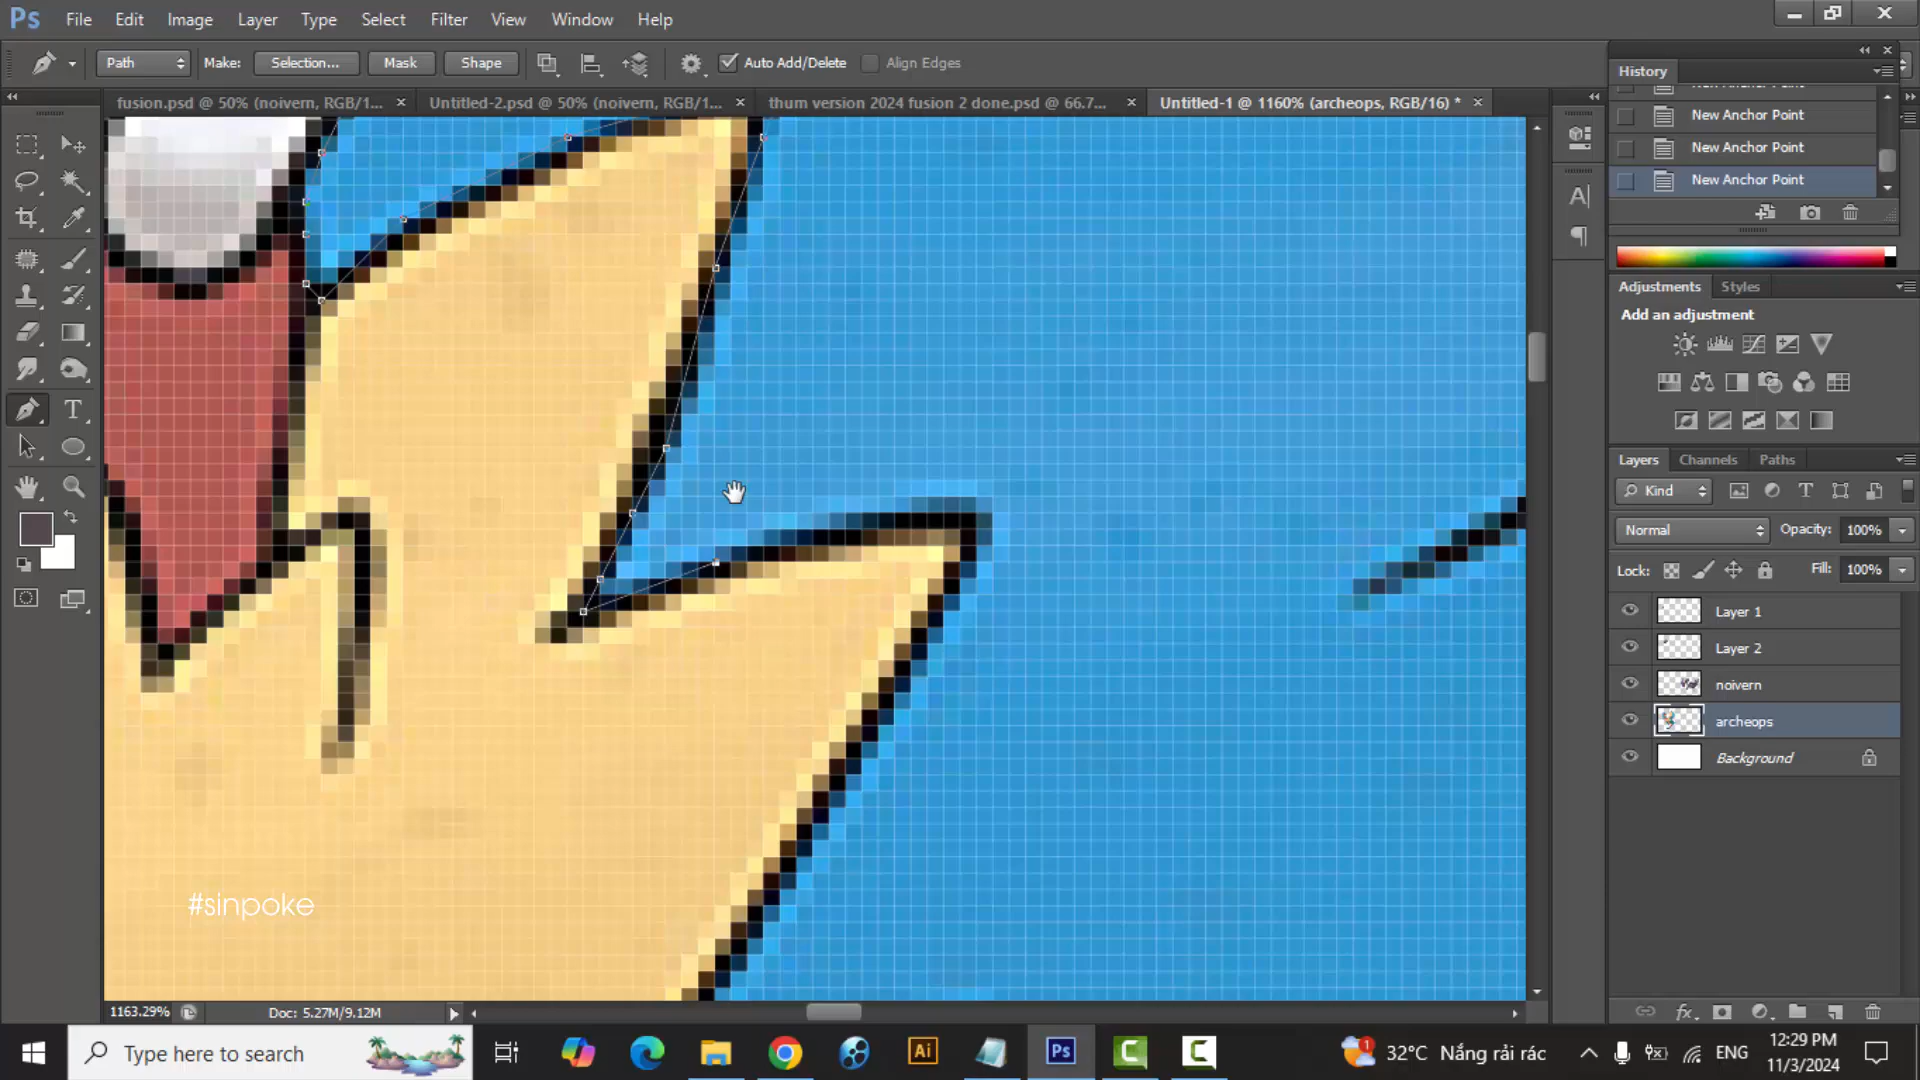 Ps File Edit Image Layer Type Select Filter View Window Help
Path Make: Selection... Mask Shape Auto Add/Delete Align Edges
fusion.psd @ 50% (noivern, RGB/1... × Untitled-2.psd @ 50% (noivern, RGB/1... × thum version 2024 fusion 2 done.psd @ 66.7... × Untitled-1 @ 1160% (archeops, RGB/16) * ×
History
New Anchor Point
New Anchor Point
New Anchor Point
Adjustments Styles
Add an adjustment
Layers Channels Paths
Kind
Normal Opacity: 100%
Lock: Fill: 100%
Layer 1
Layer 2
noivern
archeops
Background
#sinpoke
1163.29% Doc: 5.27M/9.12M
Type here to search Ai Ps 1 32°C Nắng rải rác ENG
12:29 PM
11/3/2024